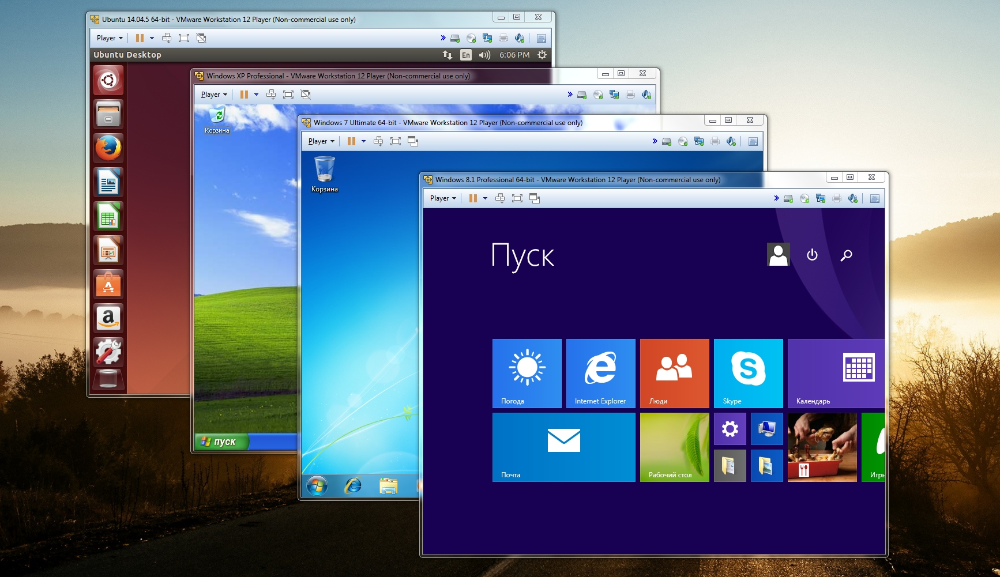 Ubuntu 14.04.5 64-bit - VMware Workstation 12 Player (Non-commercial use only)
Player
Ubuntu Desktop
En
6:06 PM
Windows XP Professional - VMware Workstation 12 Player (Non-commercial use only)
Player
Корзина
пуск
Windows 7 Ultimate 64-bit - VMware Workstation 12 Player (Non-commercial use only)
Player
Корзина
Windows 8.1 Professional 64-bit - VMware Workstation 12 Player (Non-commercial use only)
Player
Пуск
Погода
Internet Explorer
Люди
Skype
Календарь
Почта
Рабочий стол
Игры